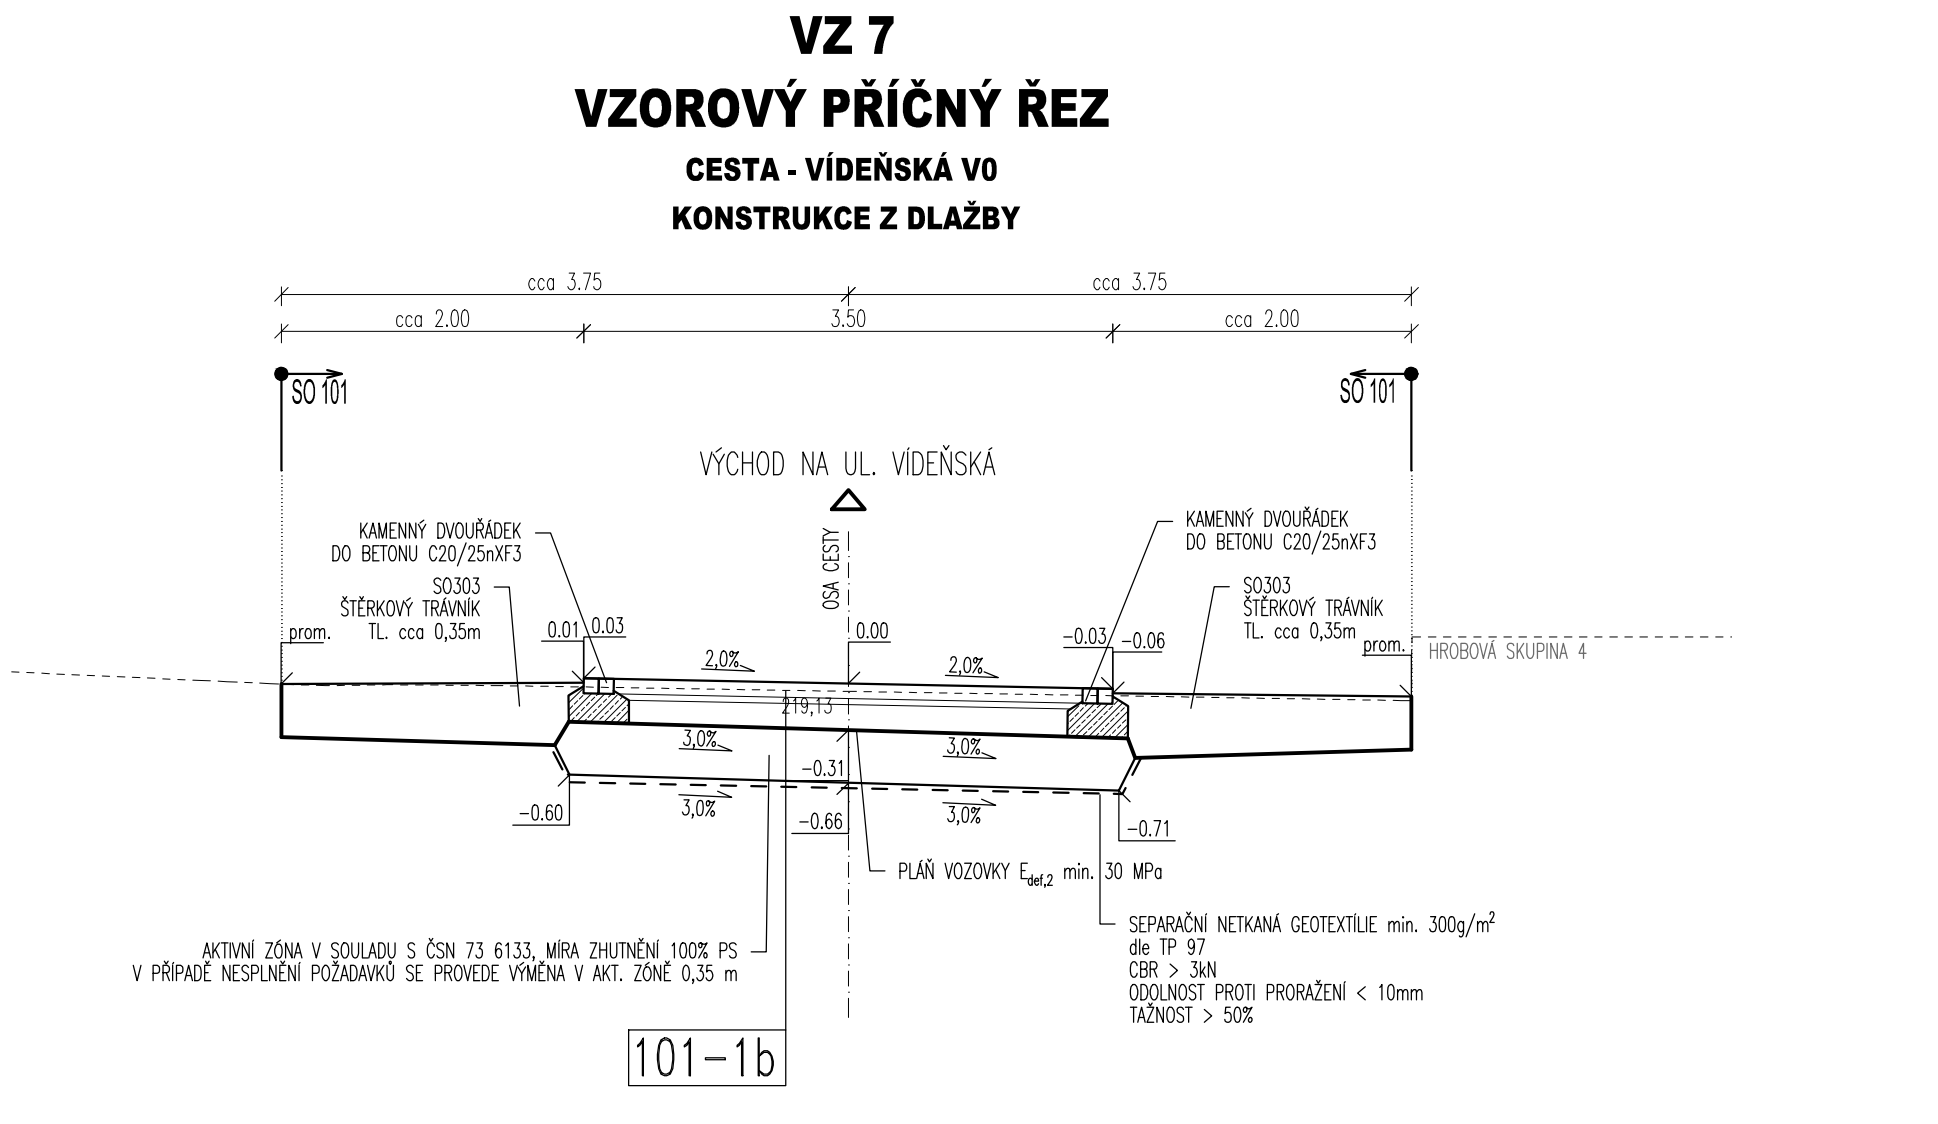 VZ 7
VZOROVÝ PŘÍČNÝ ŘEZ
CESTA - VÍDEŇSKÁ V0
KONSTRUKCE Z DLAŽBY
cca 3.75
cca 3.75
cca 2.00
3.50
cca 2.00
SO 101
SO 101
VÝCHOD NA UL. VÍDEŇSKÁ
OSA CESTY
KAMENNÝ DVOUŘÁDEK
DO BETONU C20/25nXF3
KAMENNÝ DVOUŘÁDEK
DO BETONU C20/25nXF3
SO303
ŠTĚRKOVÝ TRÁVNÍK
TL. cca 0,35m
SO303
ŠTĚRKOVÝ TRÁVNÍK
TL. cca 0,35m
prom.
0.01
0.03
0.00
-0.03
-0.06
prom.
HROBOVÁ SKUPINA 4
2,0%
2,0%
219,13
3,0%
3,0%
-0.31
3,0%
3,0%
-0.60
-0.66
-0.71
PLÁŇ VOZOVKY Edef,2 min. 30 MPa
AKTIVNÍ ZÓNA V SOULADU S ČSN 73 6133, MÍRA ZHUTNĚNÍ 100% PS
V PŘÍPADĚ NESPLNĚNÍ POŽADAVKŮ SE PROVEDE VÝMĚNA V AKT. ZÓNĚ 0,35 m
SEPARAČNÍ NETKANÁ GEOTEXTÍLIE min. 300g/m²
dle TP 97
CBR > 3kN
ODOLNOST PROTI PRORAŽENÍ < 10mm
TAŽNOST > 50%
101-1b